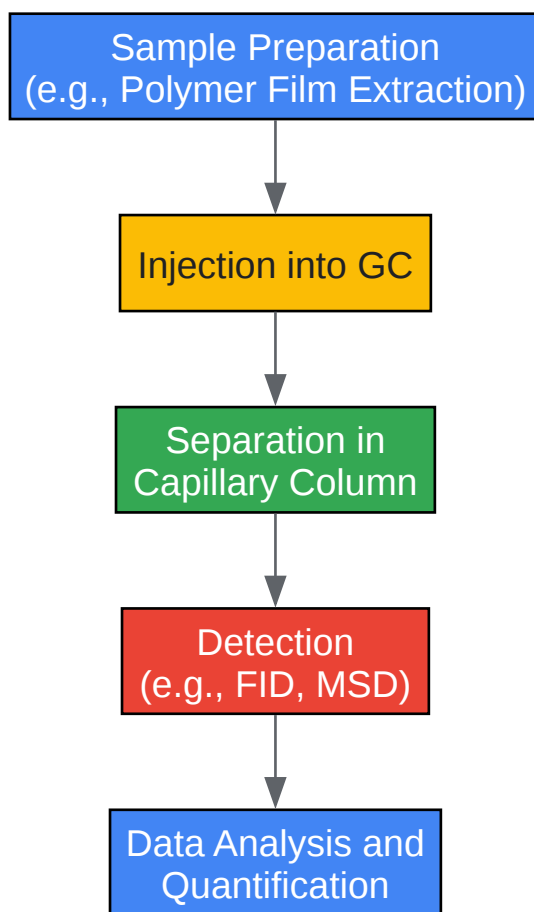 Sample Preparation
(e.g., Polymer Film Extraction)
Injection into GC
Separation in
Capillary Column
Detection
(e.g., FID, MSD)
Data Analysis and
Quantification